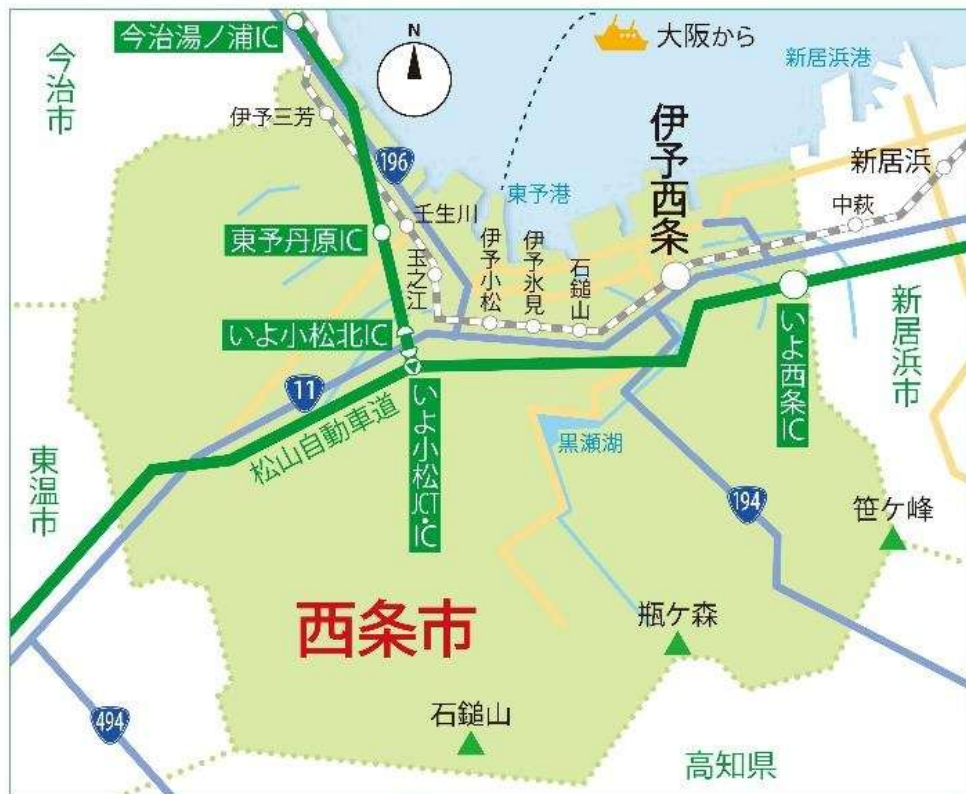 今治湯ノ浦IC
N
大阪から
新居浜港
今治市
伊予三芳
196
伊予西条
新居浜
東予港
壬生川
中萩
東予丹原IC
玉之江
伊予小松
伊予氷見
石鎚山
いよ小松北IC
新居浜市
11
いよ西条IC
松山自動車道
いよ小松JCT・IC
黒瀬湖
東温市
194
笹ケ峰
西条市
瓶ケ森
494
石鎚山
高知県